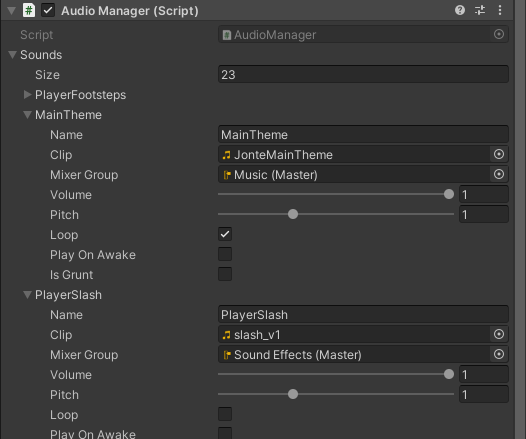 Audio Manager (Script)
Script AudioManager
Sounds
Size 23
PlayerFootsteps
MainTheme
Name MainTheme
Clip JonteMainTheme
Mixer Group Music (Master)
Volume 1
Pitch 1
Loop
Play On Awake
Is Grunt
PlayerSlash
Name PlayerSlash
Clip slash_v1
Mixer Group Sound Effects (Master)
Volume 1
Pitch 1
Loop
Play On Awake